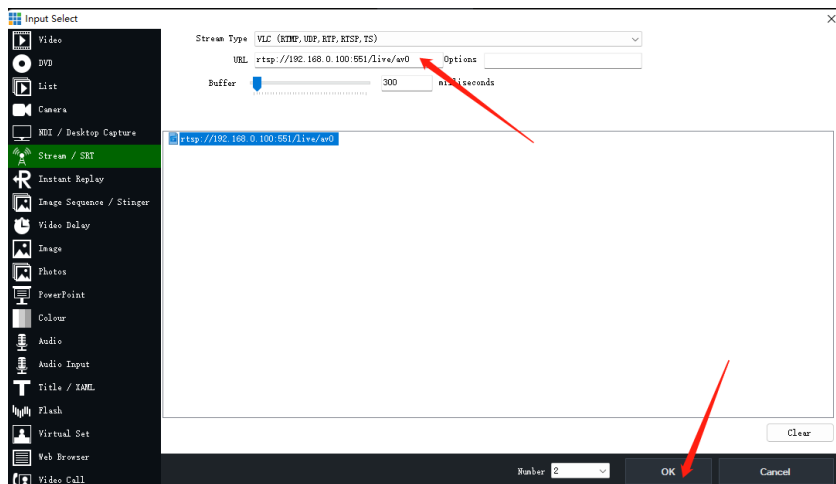 Input Select
Video
DVD
List
Camera
NDI / Desktop Capture
Stream / SRT
Instant Replay
Image Sequence / Stinger
Video Delay
Image
Photos
PowerPoint
Colour
Audio
Audio Input
Title / XAML
Flash
Virtual Set
Web Browser
Video Call
Stream Type VLC (RTMP, UDP, RTP, RTSP, TS)
URL rtsp://192.168.0.100:551/live/av0 Options
Buffer 300 milliseconds
rtsp://192.168.0.100:551/live/av0
Clear
Number 2 OK Cancel